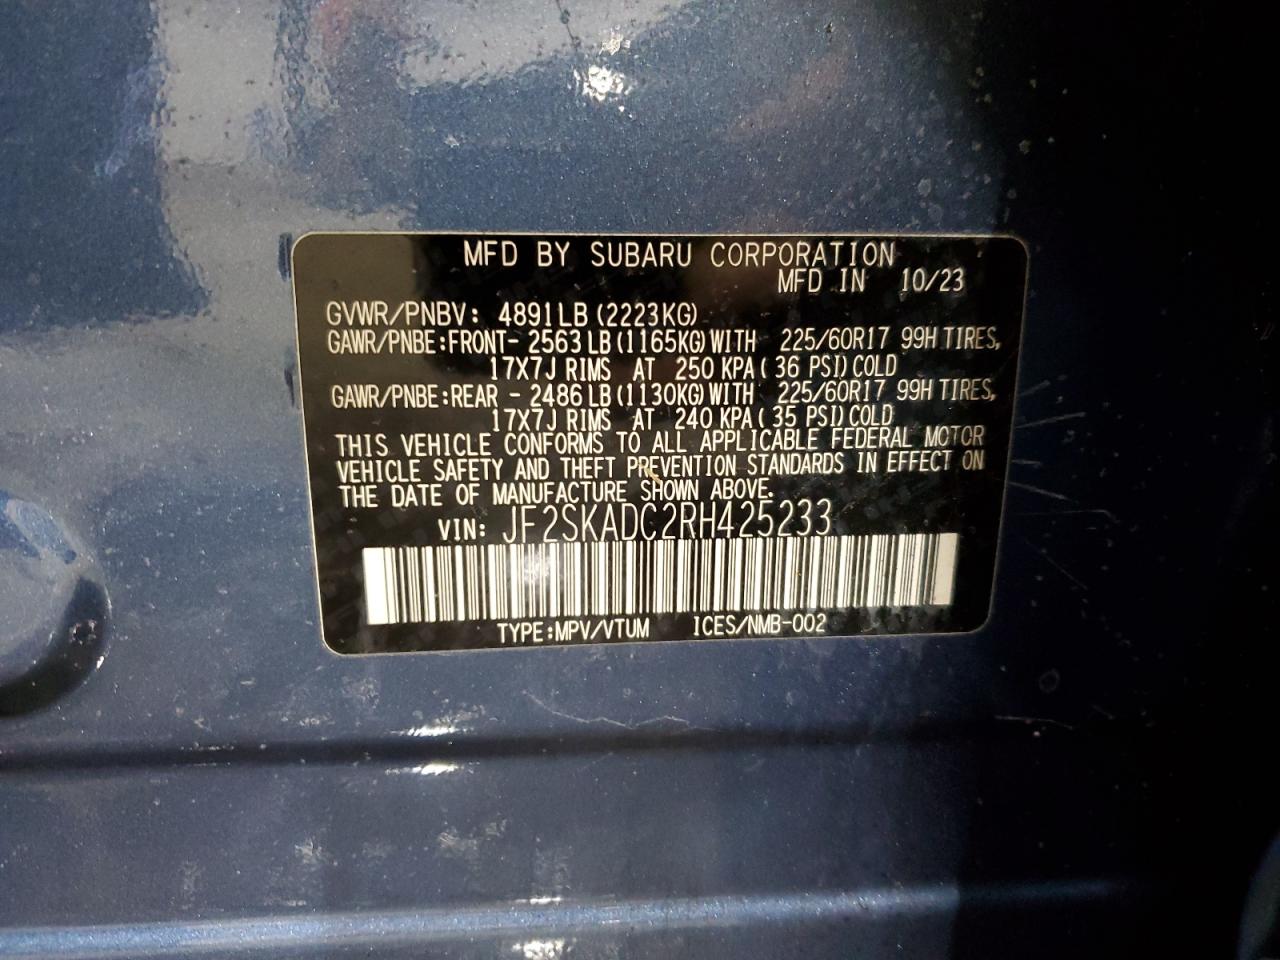 MFD BY SUBARU CORPORATION
MFD IN 10/23
GVWR/PNBV: 4891LB (2223KG)
GAWR/PNBE:FRONT- 2563LB (1165KG) WITH 225/60R17 99H TIRES,
17X7J RIMS AT 250 KPA( 36 PSI) COLD
GAWR/PNBE:REAR - 2486LB (1130KG) WITH 225/60R17 99H TIRES,
17X7J RIMS AT 240 KPA( 35 PSI) COLD
THIS VEHICLE CONFORMS TO ALL APPLICABLE FEDERAL MOTOR
VEHICLE SAFETY AND THEFT PREVENTION STANDARDS IN EFFECT ON
THE DATE OF MANUFACTURE SHOWN ABOVE.
VIN: JF2SKADC2RH425233
TYPE:MPV/VTUM ICES/NMB-002